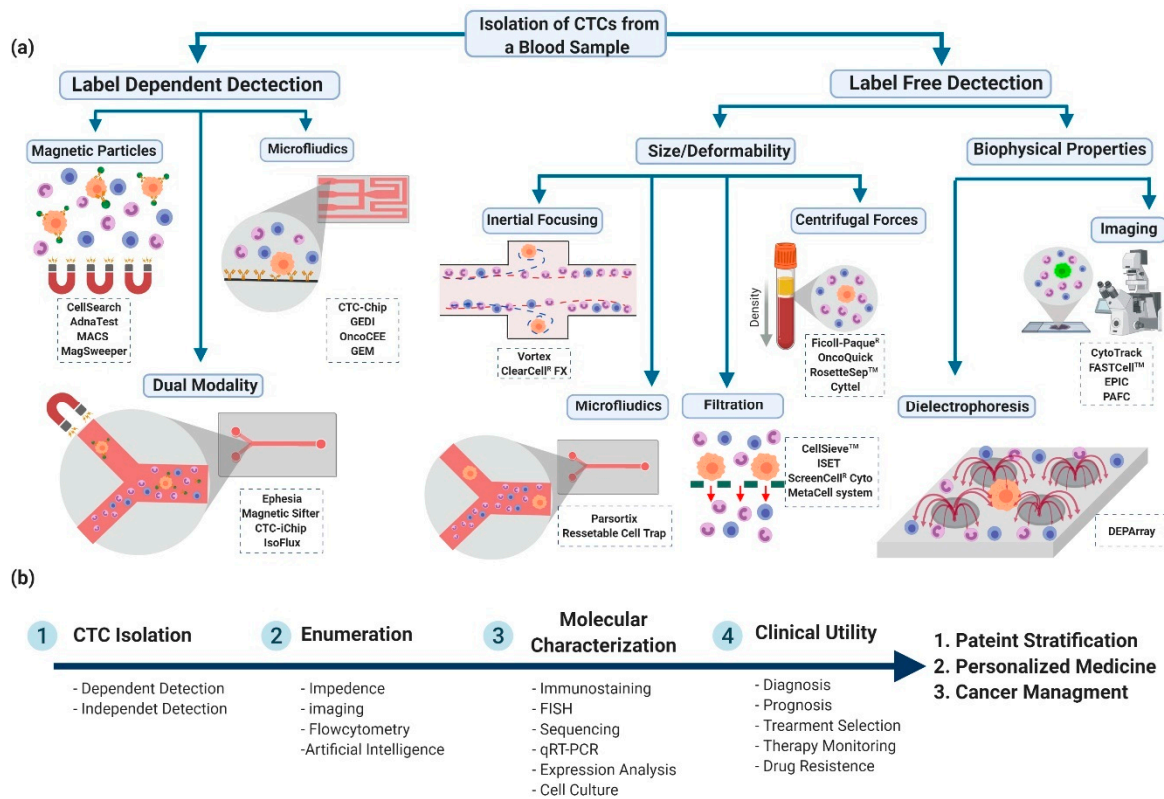 (a)
Isolation of CTCs from
a Blood Sample
Label Dependent Dectection
Label Free Dectection
Magnetic Particles
Microfliudics
CellSearch
AdnaTest
MACS
MagSweeper
CTC-Chip
GEDI
OncoCEE
GEM
Dual Modality
Ephesia
Magnetic Sifter
CTC-iChip
IsoFlux
Size/Deformability
Biophysical Properties
Inertial Focusing
Centrifugal Forces
Imaging
Vortex
ClearCellᴿ FX
Density
Ficoll-Paqueᴿ
OncoQuick
RosetteSep™
Cyttel
CytoTrack
FASTCell™
EPIC
PAFC
Microfliudics
Filtration
Dielectrophoresis
Parsortix
Ressetable Cell Trap
CellSieve™
ISET
ScreenCellᴿ Cyto
MetaCell system
DEPArray
(b)
1 CTC Isolation
- Dependent Detection
- Independet Detection
2 Enumeration
- Impedence
- imaging
- Flowcytometry
-Artificial Intelligence
3 Molecular
Characterization
- Immunostaining
- FISH
- Sequencing
- qRT-PCR
- Expression Analysis
- Cell Culture
4 Clinical Utility
- Diagnosis
- Prognosis
- Trearment Selection
- Therapy Monitoring
- Drug Resistence
1. Pateint Stratification
2. Personalized Medicine
3. Cancer Managment